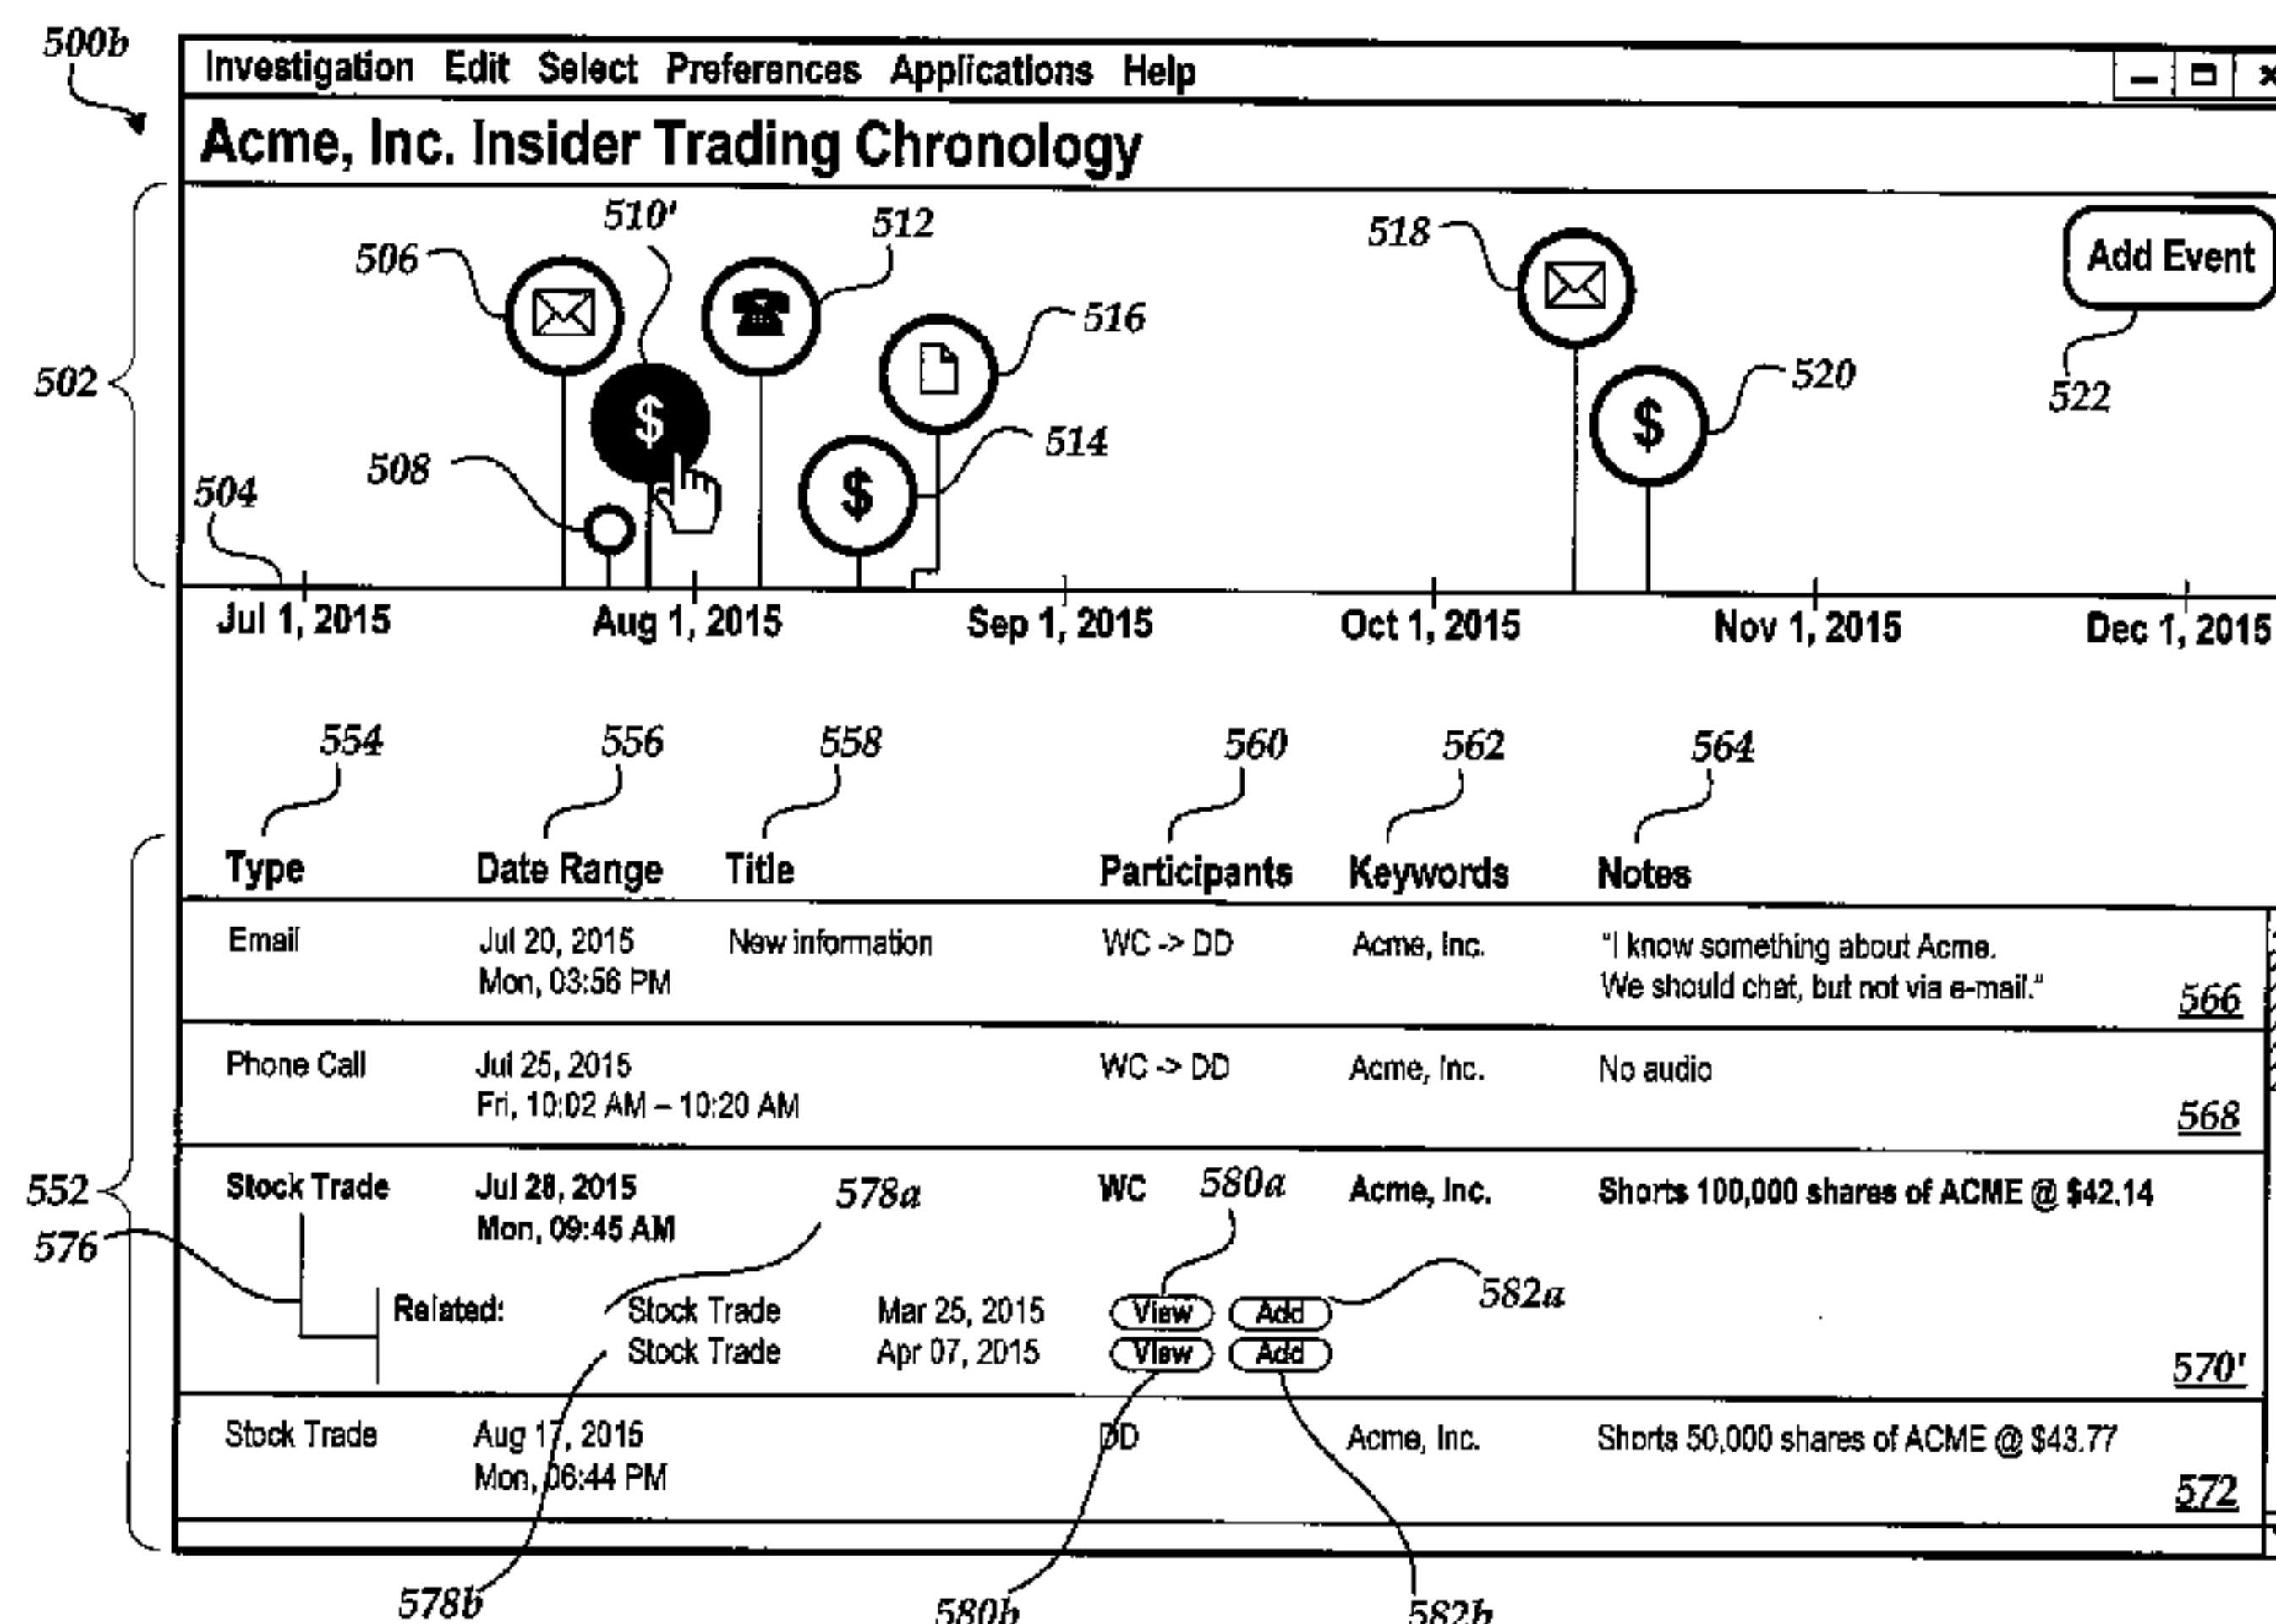 500b
Investigation Edit Select Preferences Applications Help
Acme, Inc. Insider Trading Chronology
510'
512
518
506
Add Event
516
502
520
522
514
508
504
$
$
$
Jul 1, 2015 Aug 1, 2015 Sep 1, 2015 Oct 1, 2015 Nov 1, 2015 Dec 1, 2015
554 556 558 560 562 564
Type Date Range Title Participants Keywords Notes
Email Jul 20, 2015 New information WC -> DD Acme, Inc. "I know something about Acme.
Mon, 03:56 PM We should chat, but not via e-mail."
566
Phone Call Jul 25, 2015 WC -> DD Acme, Inc. No audio
Fri, 10:02 AM – 10:20 AM
568
552
Stock Trade Jul 28, 2015 578a WC 580a Acme, Inc. Shorts 100,000 shares of ACME @ $42.14
Mon, 09:45 AM
576
582a
Related: Stock Trade Mar 25, 2015 View Add
Stock Trade Apr 07, 2015 View Add
570'
Stock Trade Aug 17, 2015 DD Acme, Inc. Shorts 50,000 shares of ACME @ $43.77
Mon, 06:44 PM
572
578b 580b 582b